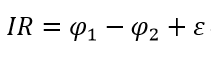 IR = φ₁ − φ₂ + ε